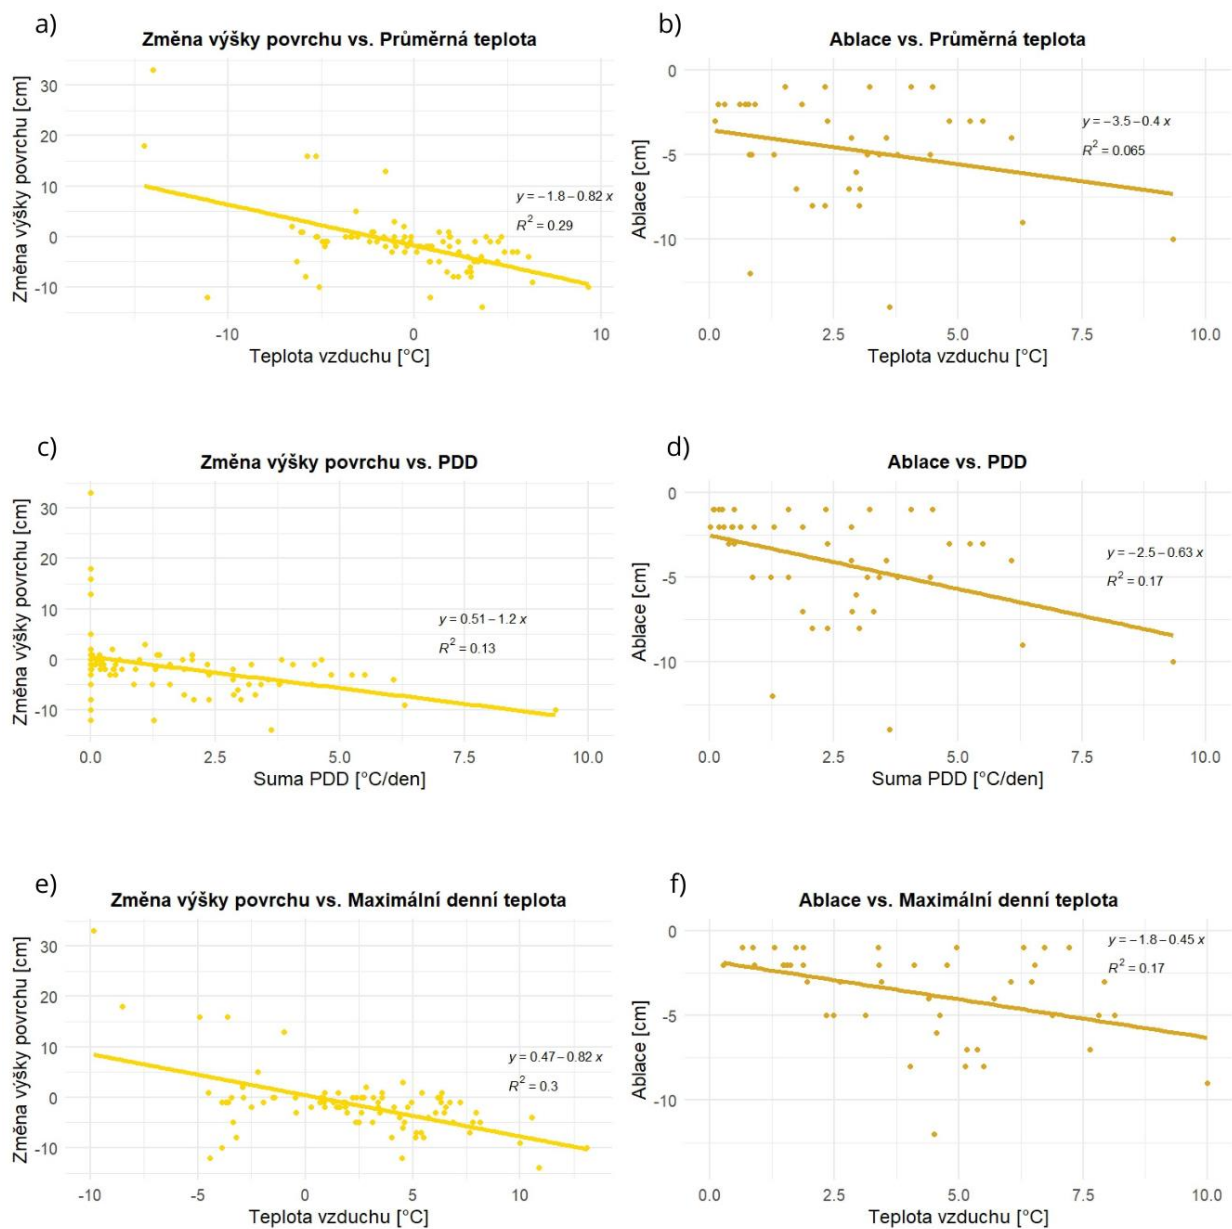 a)
Změna výšky povrchu vs. Průměrná teplota
Změna výšky povrchu [cm]
30
20
10
0
-10
y = −1.8 − 0.82 x
R² = 0.29
-10
0
10
Teplota vzduchu [°C]
b)
Ablace vs. Průměrná teplota
Ablace [cm]
0
-5
-10
y = −3.5 − 0.4 x
R² = 0.065
0.0
2.5
5.0
7.5
10.0
Teplota vzduchu [°C]
c)
Změna výšky povrchu vs. PDD
Změna výšky povrchu [cm]
30
20
10
0
-10
y = 0.51 − 1.2 x
R² = 0.13
0.0
2.5
5.0
7.5
10.0
Suma PDD [°C/den]
d)
Ablace vs. PDD
Ablace [cm]
0
-5
-10
y = −2.5 − 0.63 x
R² = 0.17
0.0
2.5
5.0
7.5
10.0
Suma PDD [°C/den]
e)
Změna výšky povrchu vs. Maximální denní teplota
Změna výšky povrchu [cm]
30
20
10
0
-10
y = 0.47 − 0.82 x
R² = 0.3
-10
-5
0
5
10
Teplota vzduchu [°C]
f)
Ablace vs. Maximální denní teplota
Ablace [cm]
0
-5
-10
y = −1.8 − 0.45 x
R² = 0.17
0.0
2.5
5.0
7.5
10.0
Teplota vzduchu [°C]